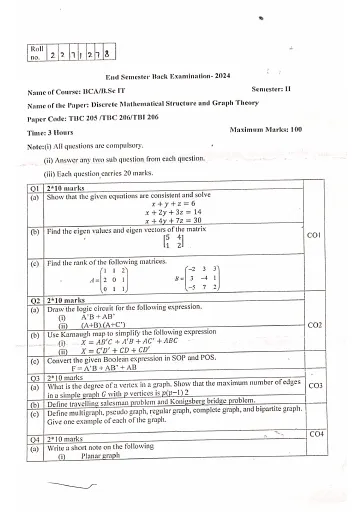 Roll no. 2 2 7 1 2 7 8
End Semester Back Examination- 2024
Name of Course: BCA/B.Sc IT Semester: II
Name of the Paper: Discrete Mathematical Structure and Graph Theory
Paper Code: TBC 205 /TBC 206/TBI 206
Time: 3 Hours Maximum Marks: 100
Note:(i) All questions are compulsory.
(ii) Answer any two sub question from each question.
(iii) Each question carries 20 marks.
Q1 2*10 marks
(a) Show that the given equations are consistent and solve
x + y + z = 6
x + 2y + 3z = 14
x + 4y + 7z = 30
(b) Find the eigen values and eigen vectors of the matrix
[5 4]
[1 2]
CO1
(c) Find the rank of the following matrices.
A = (1 1 2 B = (-2 3 3
2 0 1 3 -4 1
0 1 1) -5 7 2)
Q2 2*10 marks
(a) Draw the logic circuit for the following expression.
(i) A'B + AB'
(ii) (A+B)(A+C')
CO2
(b) Use Karnaugh map to simplify the following expression
(i) X = AB'C + A'B + AC' + ABC
(ii) X = C'D' + CD + CD'
(c) Convert the given Boolean expression in SOP and POS.
F = A'B + AB' + AB
Q3 2*10 marks
(a) What is the degree of a vertex in a graph. Show that the maximum number of edges
in a simple graph G with p vertices is p(p−1) 2
CO3
(b) Define travelling salesman problem and Konigsberg bridge problem.
(c) Define multigraph, pseudo graph, regular graph, complete graph, and bipartite graph.
Give one example of each of the graph.
Q4 2*10 marks CO4
(a) Write a short note on the following
(i) Planar graph